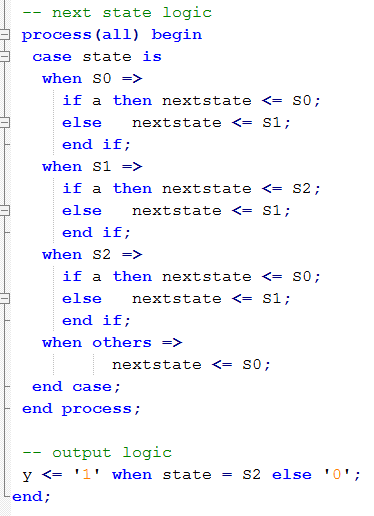 -- next state logic
process(all) begin
case state is
when S0 =>
if a then nextstate <= S0;
else nextstate <= S1;
end if;
when S1 =>
if a then nextstate <= S2;
else nextstate <= S1;
end if;
when S2 =>
if a then nextstate <= S0;
else nextstate <= S1;
end if;
when others =>
nextstate <= S0;
end case;
end process;
-- output logic
y <= '1' when state = S2 else '0';
end;